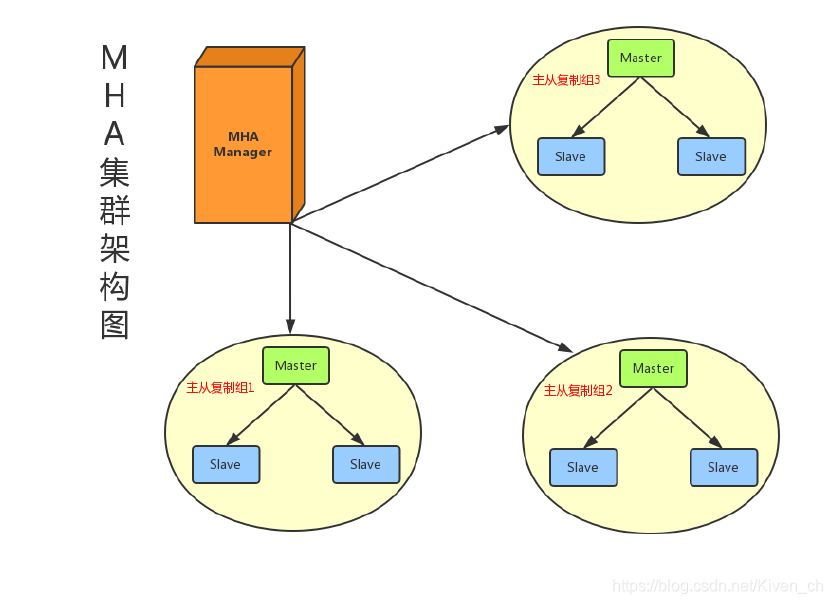 MHA集群架构图
MHA
Manager
主从复制组3
Master
Slave
Slave
主从复制组1
Master
Slave
Slave
主从复制组2
Master
Slave
Slave
https://blog.csdn.net/Kiven_ch